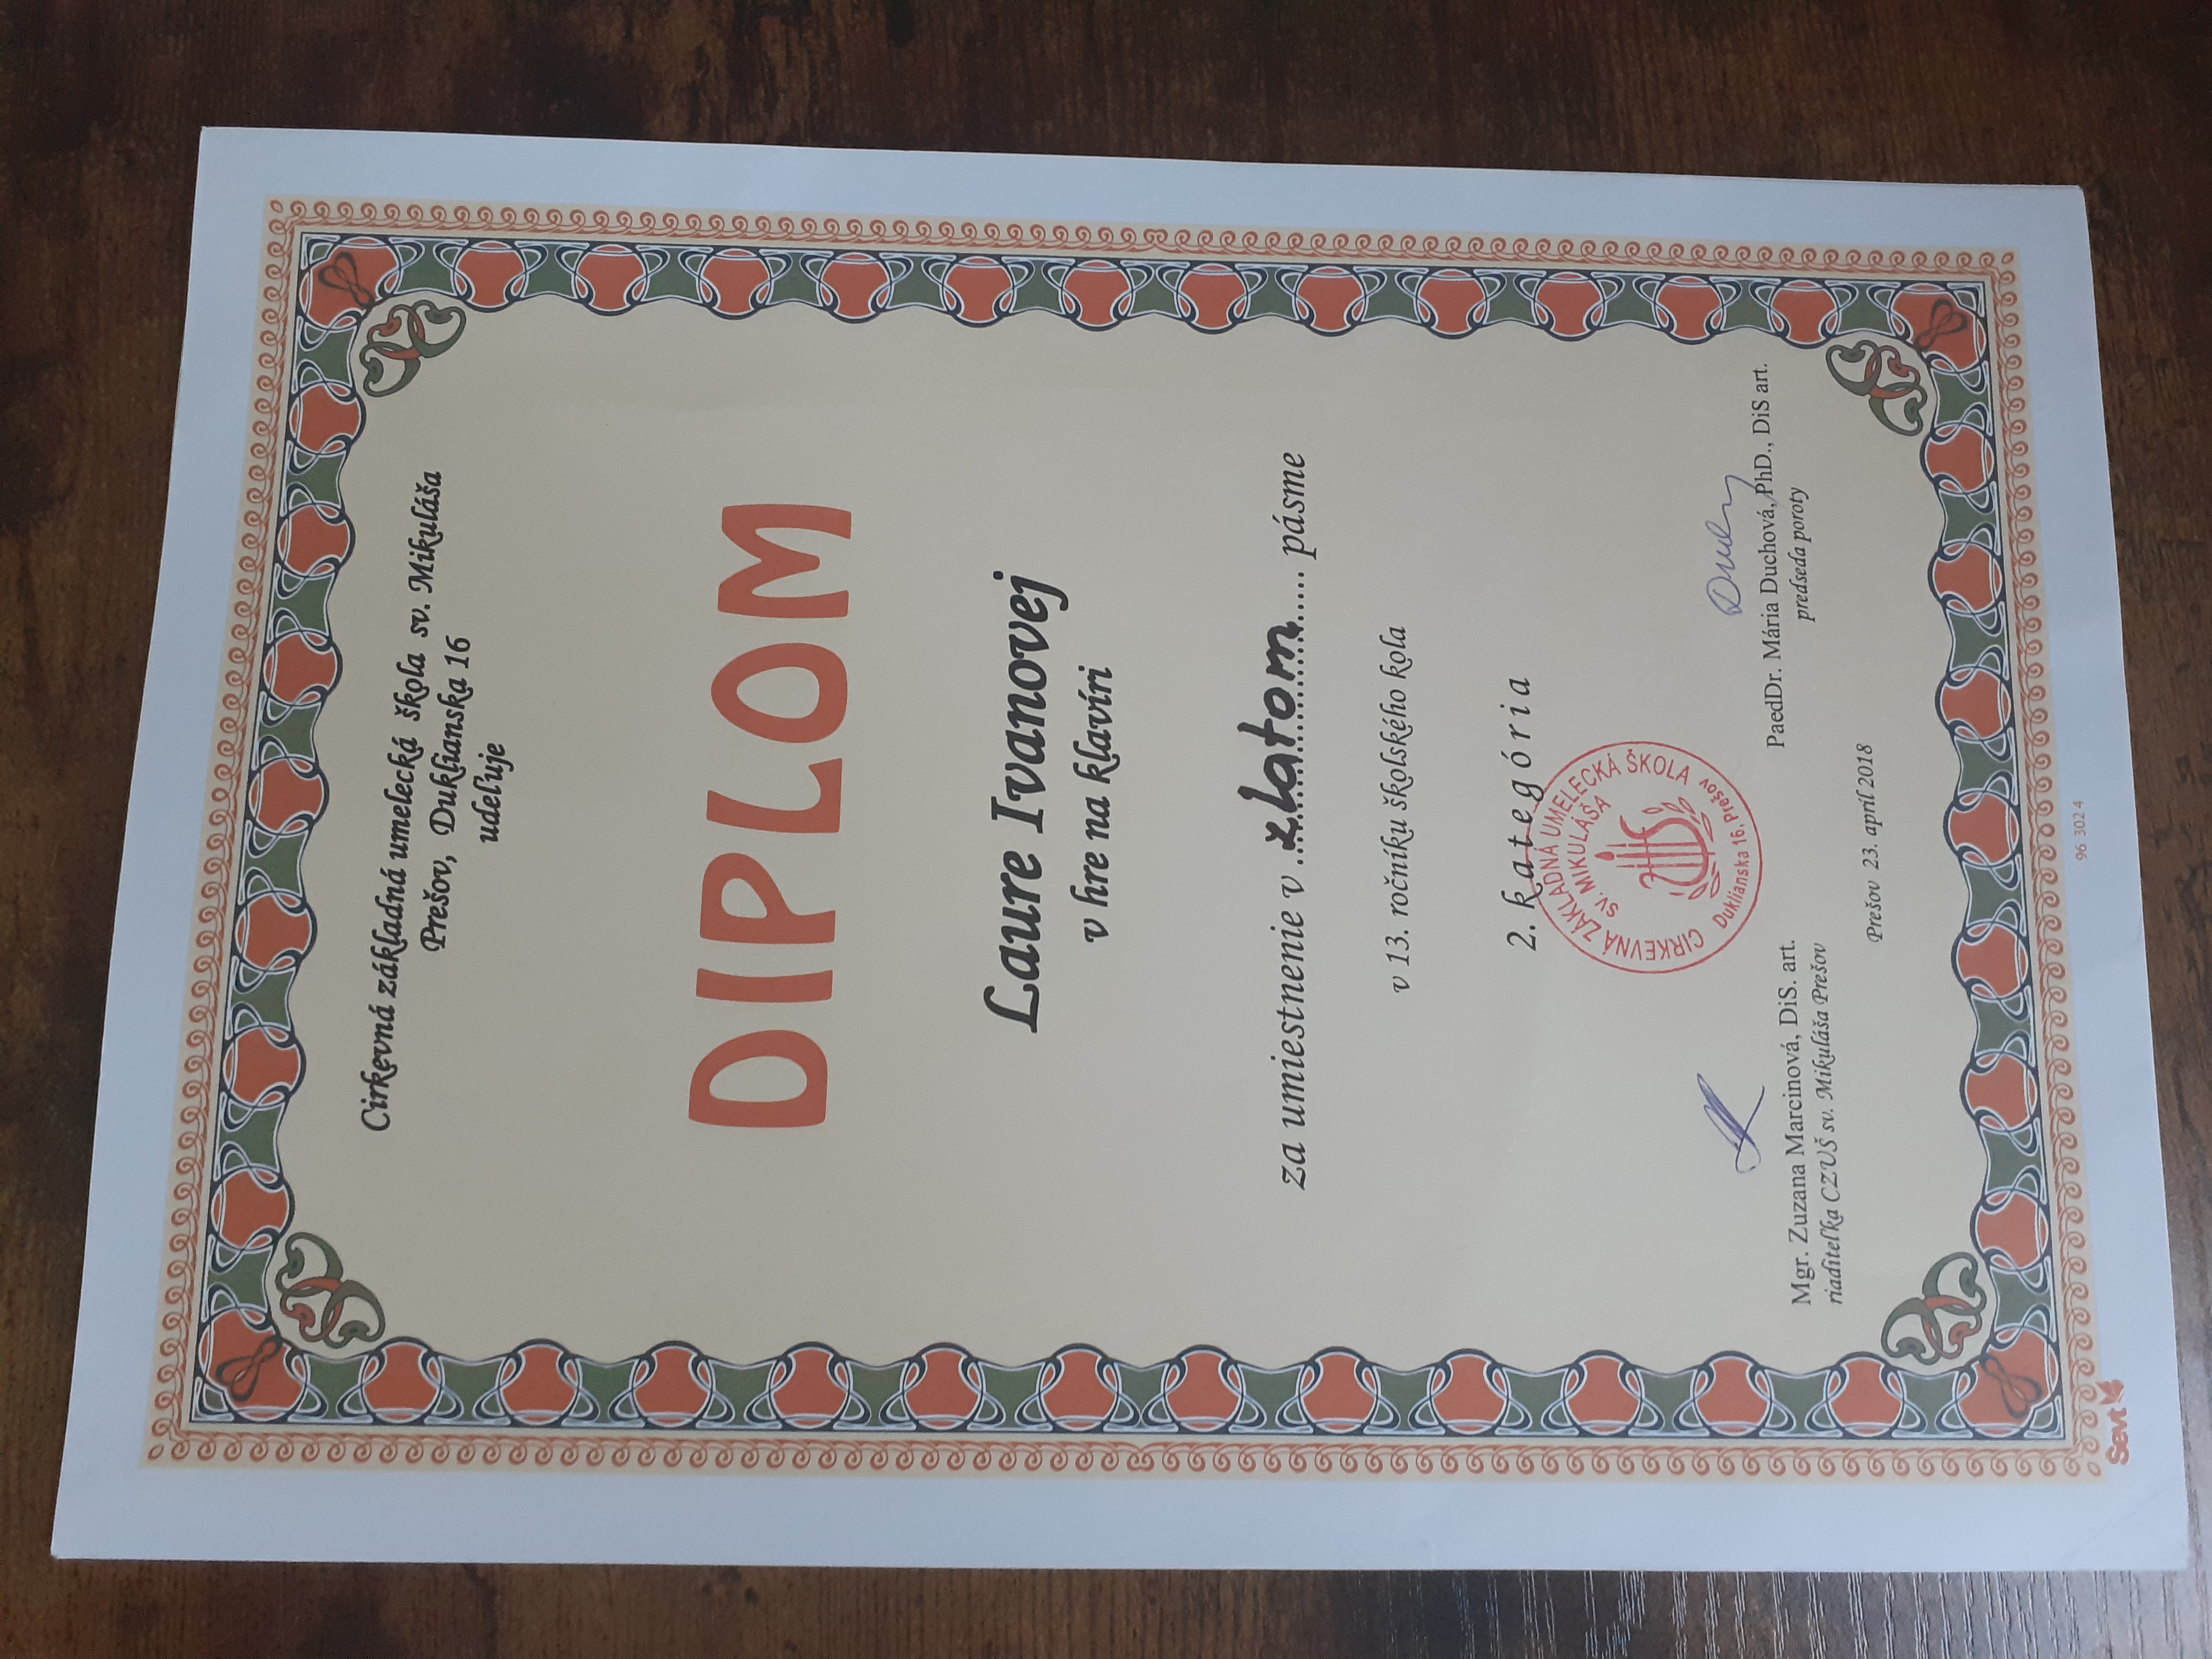 Cirkevná základná umelecká škola sv. Mikuláša
Prešov, Duklianska 16
udeľuje
DIPLOM
Laure Ivanovej
v hre na klavíri
za umiestnenie v zlatom pásme
v 13. ročníku školského kola
2. kategória
CIRKEVNÁ ZÁKLADNÁ UMELECKÁ ŠKOLA
SV. MIKULÁŠA
Duklianska 16, Prešov
Mgr. Zuzana Marcinová, DiS. art.
riaditeľka CZUŠ sv. Mikuláša Prešov
PaedDr. Mária Duchová, PhD., DiS art.
predseda poroty
Prešov 23. apríl 2018
Sevt
96 302 4